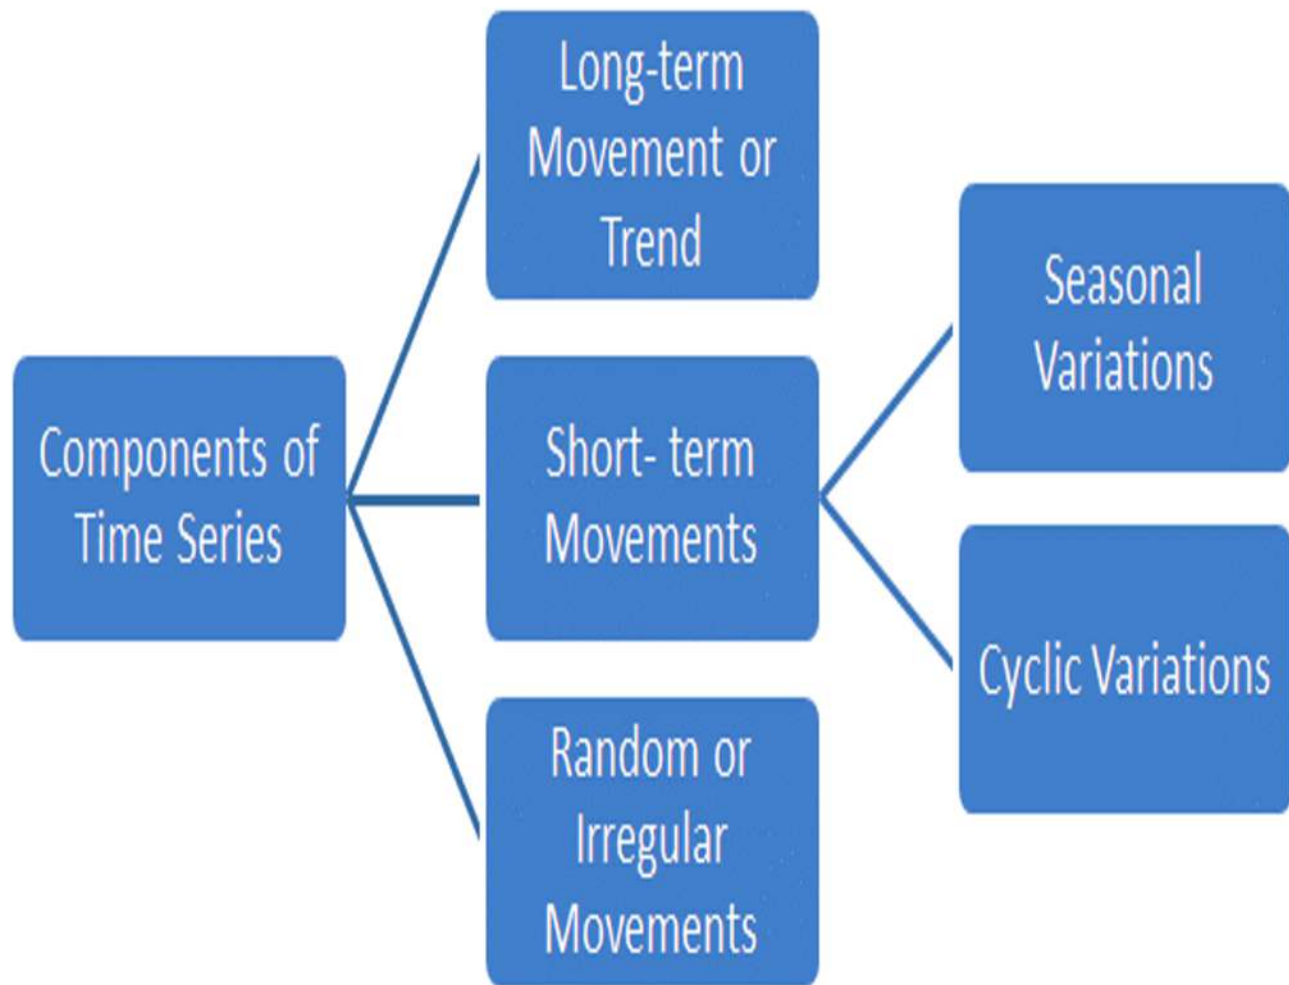 Components of
Time Series
Long-term
Movement or
Trend
Short- term
Movements
Random or
Irregular
Movements
Seasonal
Variations
Cyclic Variations